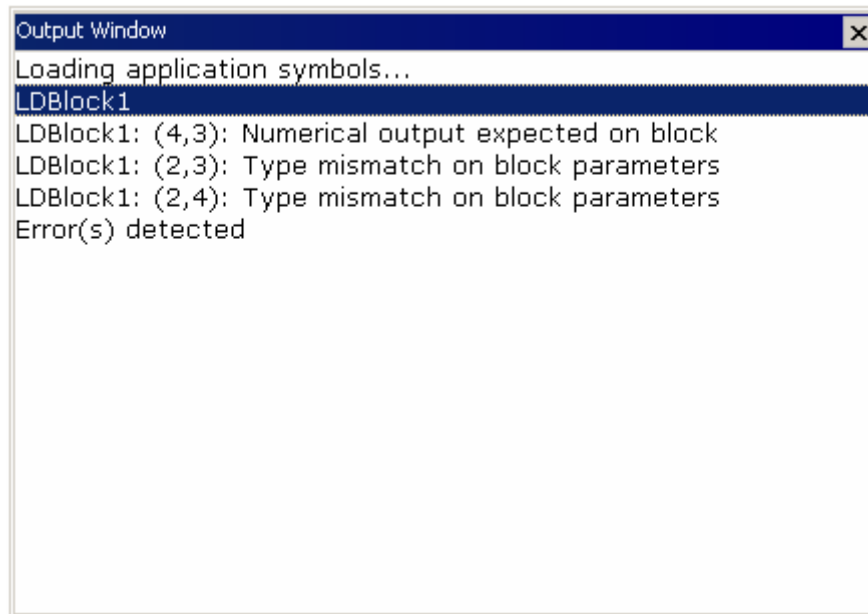 Output Window
Loading application symbols...
LDBlock1
LDBlock1: (4,3): Numerical output expected on block
LDBlock1: (2,3): Type mismatch on block parameters
LDBlock1: (2,4): Type mismatch on block parameters
Error(s) detected